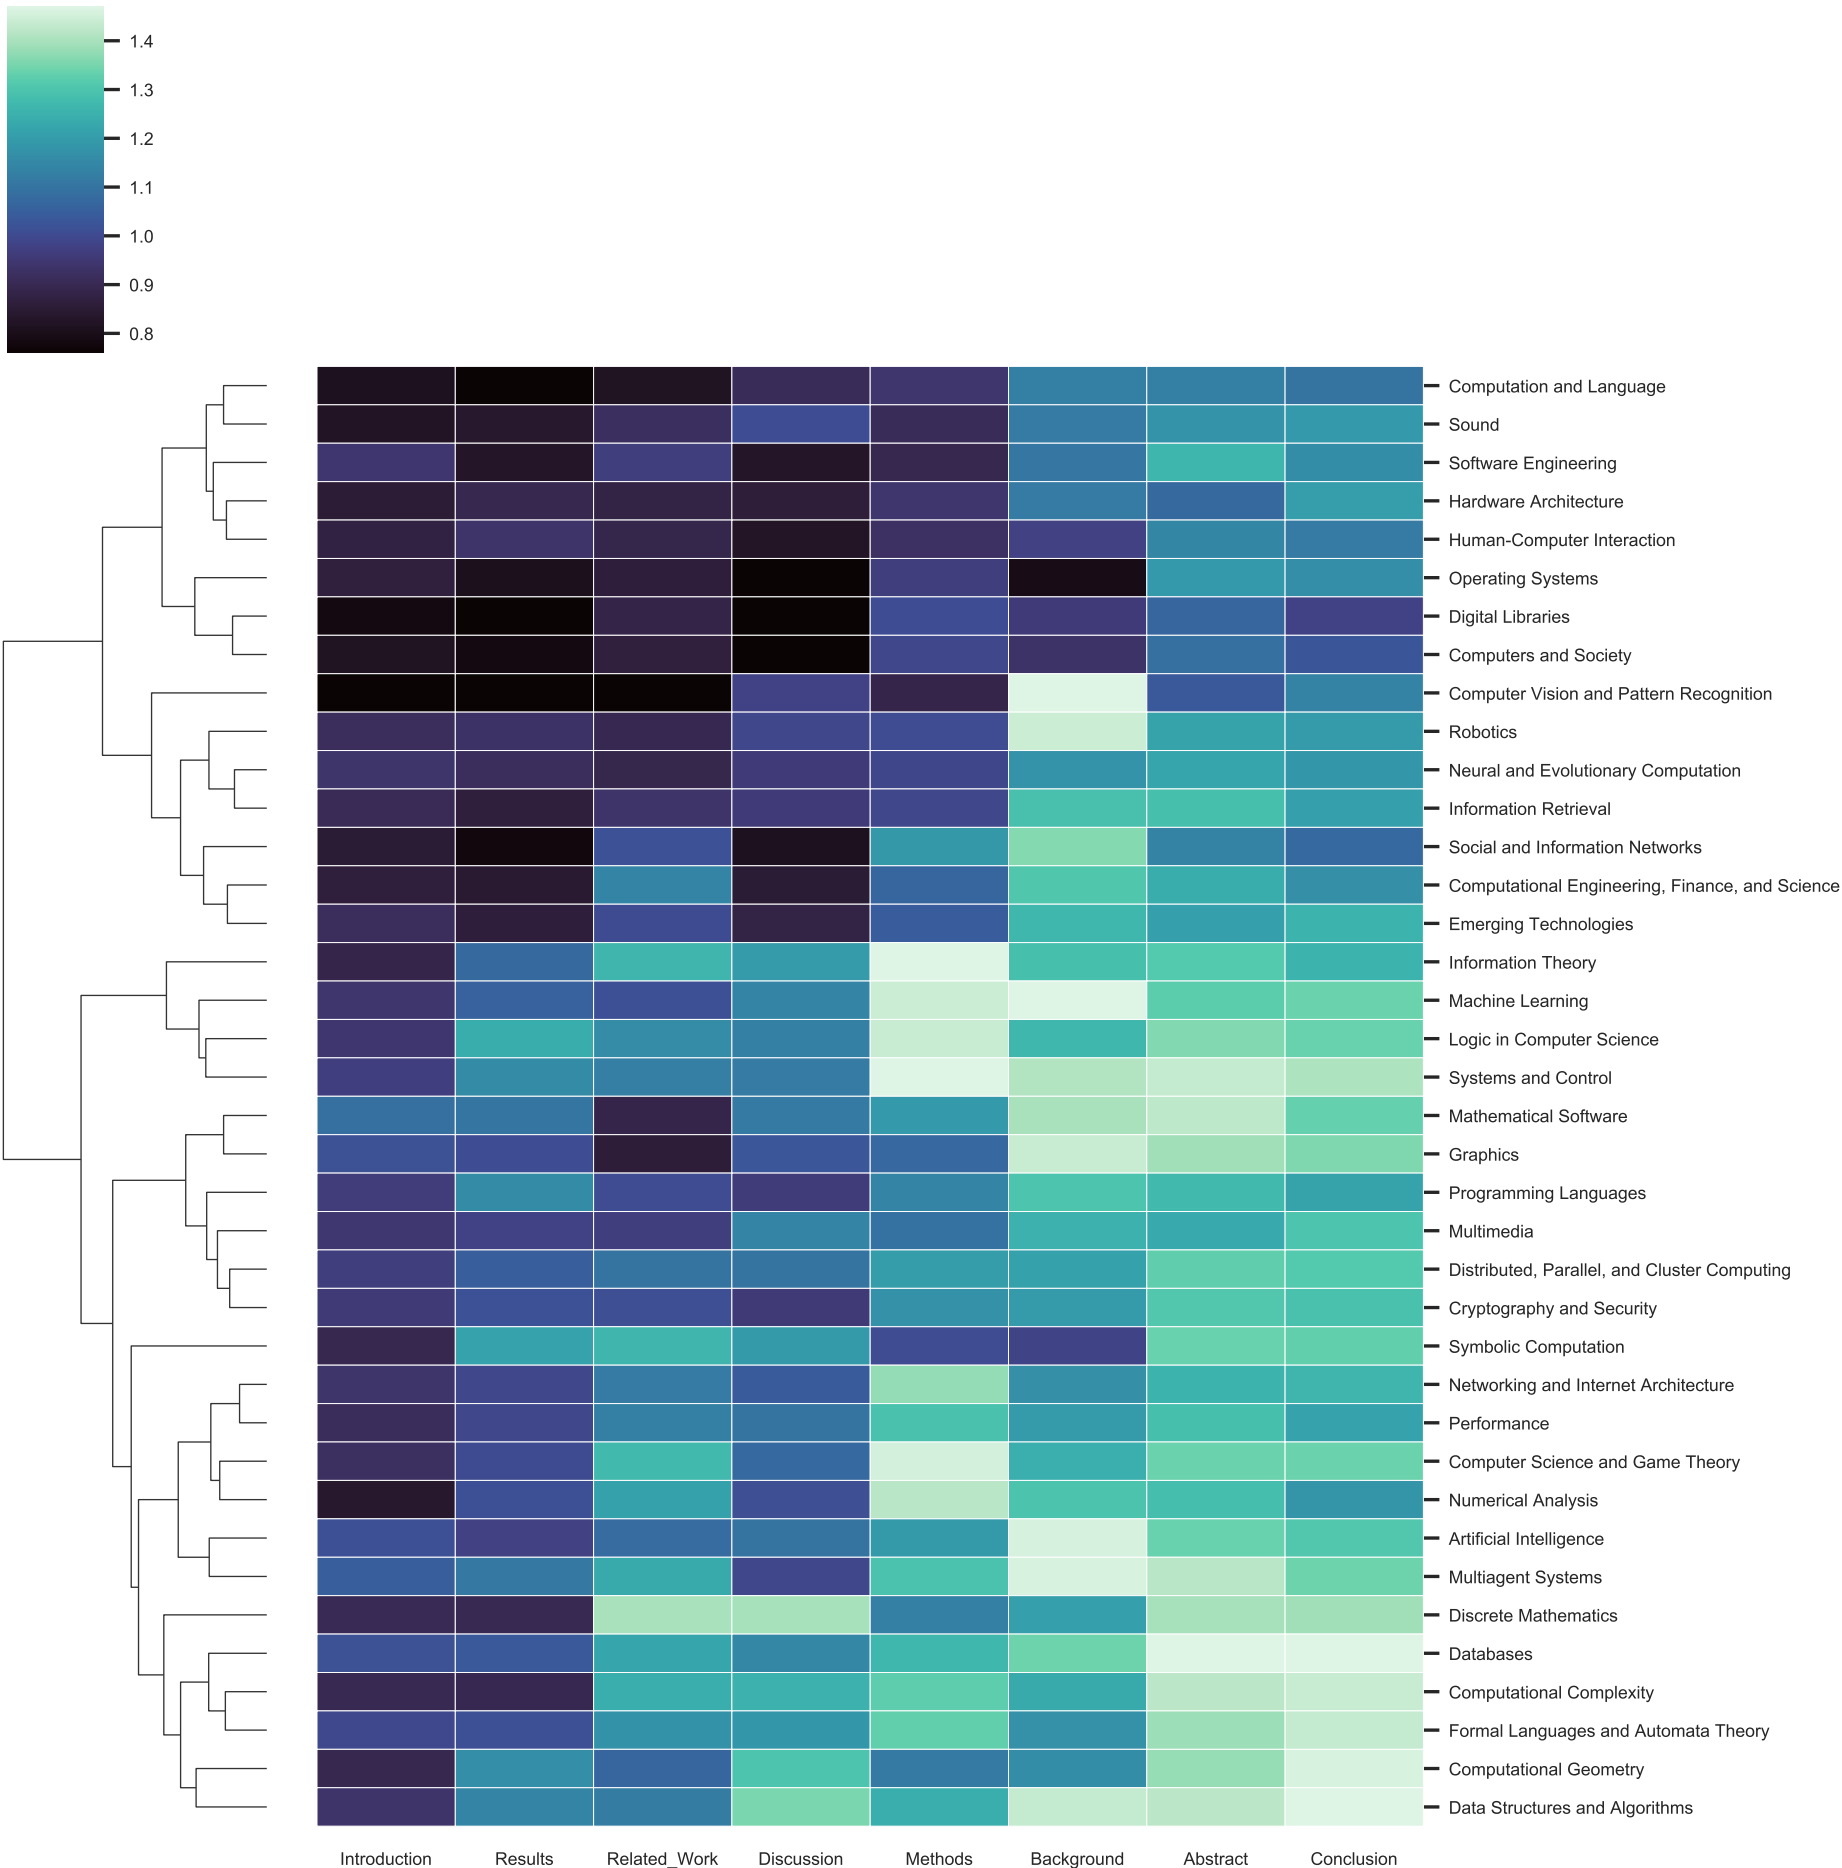 1.4
1.3
1.2
1.1
1.0
0.9
0.8
Computation and Language
Sound
Software Engineering
Hardware Architecture
Human-Computer Interaction
Operating Systems
Digital Libraries
Computers and Society
Computer Vision and Pattern Recognition
Robotics
Neural and Evolutionary Computation
Information Retrieval
Social and Information Networks
Computational Engineering, Finance, and Science
Emerging Technologies
Information Theory
Machine Learning
Logic in Computer Science
Systems and Control
Mathematical Software
Graphics
Programming Languages
Multimedia
Distributed, Parallel, and Cluster Computing
Cryptography and Security
Symbolic Computation
Networking and Internet Architecture
Performance
Computer Science and Game Theory
Numerical Analysis
Artificial Intelligence
Multiagent Systems
Discrete Mathematics
Databases
Computational Complexity
Formal Languages and Automata Theory
Computational Geometry
Data Structures and Algorithms
Introduction Results Related_Work Discussion Methods Background Abstract Conclusion